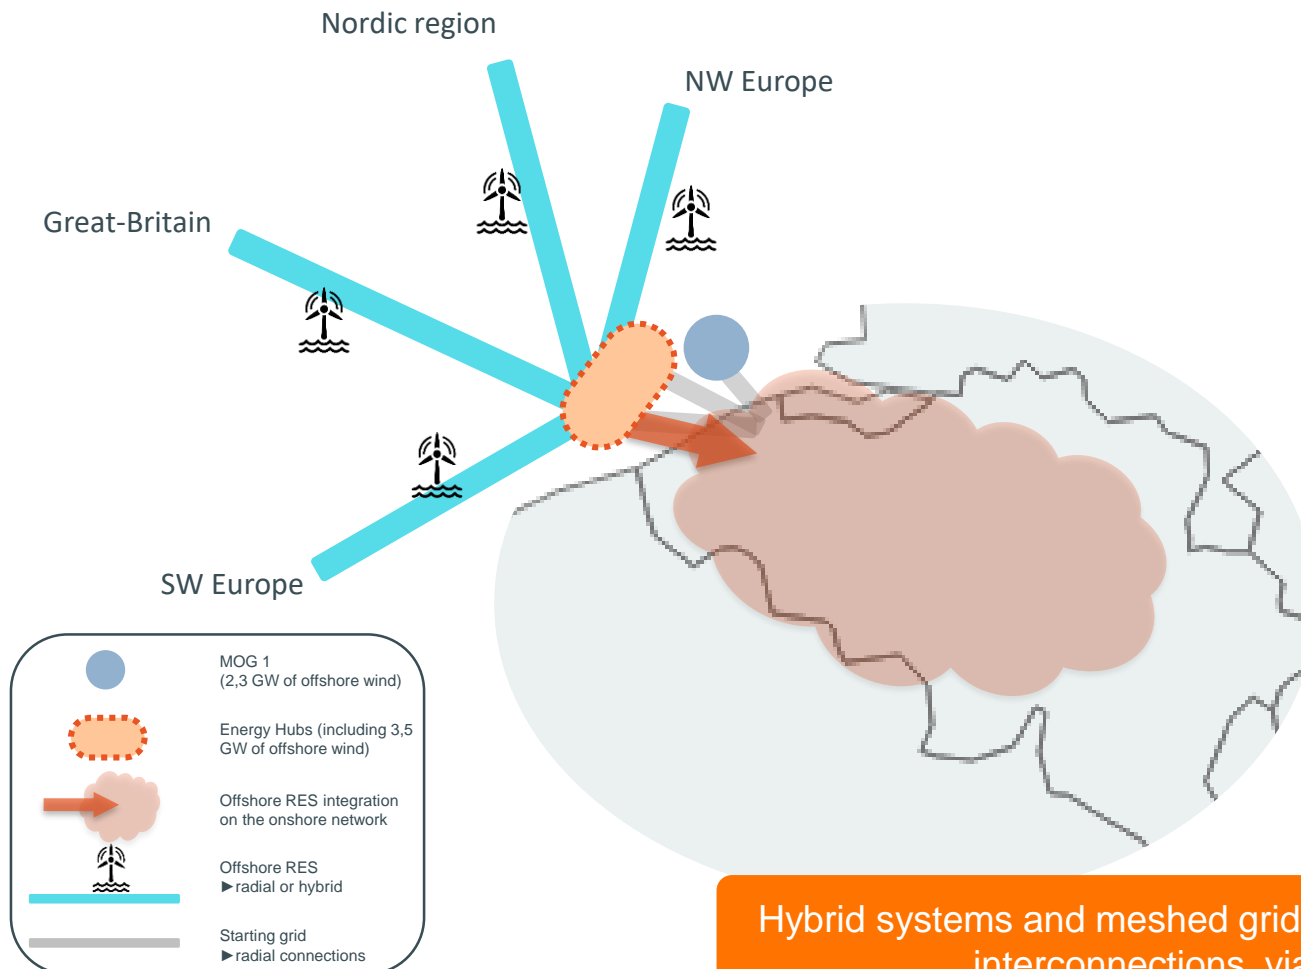 Nordic region
NW Europe
Great-Britain
SW Europe
MOG 1
(2,3 GW of offshore wind)
Energy Hubs (including 3,5
GW of offshore wind)
Offshore RES integration
on the onshore network
Offshore RES
►radial or hybrid
Starting grid
►radial connections
Hybrid systems and meshed grid
interconnections, via